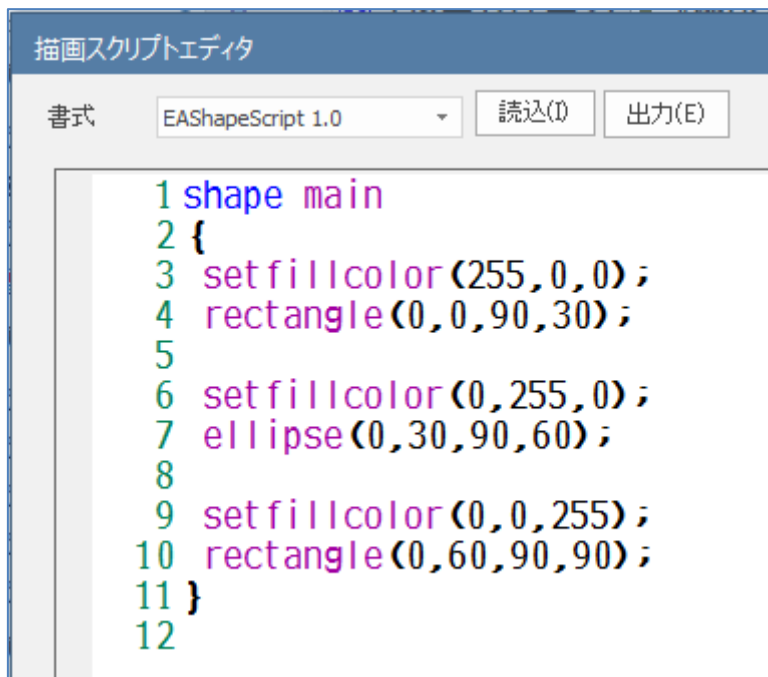 描画スクリプトエディタ
書式 EAShapeScript 1.0 読込(I) 出力(E)
1 shape main
2 {
3 setfillcolor(255,0,0);
4 rectangle(0,0,90,30);
5
6 setfillcolor(0,255,0);
7 ellipse(0,30,90,60);
8
9 setfillcolor(0,0,255);
10 rectangle(0,60,90,90);
11 }
12